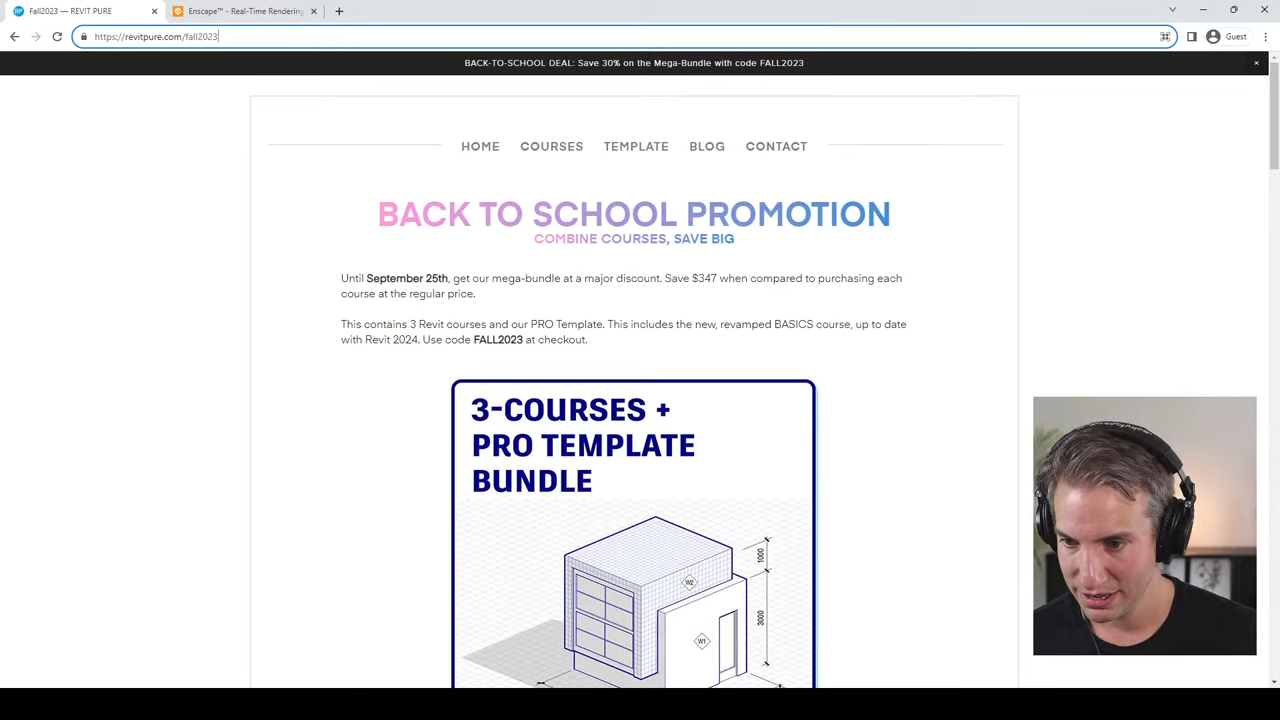 RP Fall2023 — REVIT PURE
Enscape™ - Real-Time Rendering
https://revitpure.com/fall2023
Guest
BACK-TO-SCHOOL DEAL: Save 30% on the Mega-Bundle with code FALL2023
HOME COURSES TEMPLATE BLOG CONTACT
BACK TO SCHOOL PROMOTION
COMBINE COURSES, SAVE BIG
Until September 25th, get our mega-bundle at a major discount. Save $347 when compared to purchasing each
course at the regular price.
This contains 3 Revit courses and our PRO Template. This includes the new, revamped BASICS course, up to date
with Revit 2024. Use code FALL2023 at checkout.
3-COURSES +
PRO TEMPLATE
BUNDLE
1000
W2
3000
W1